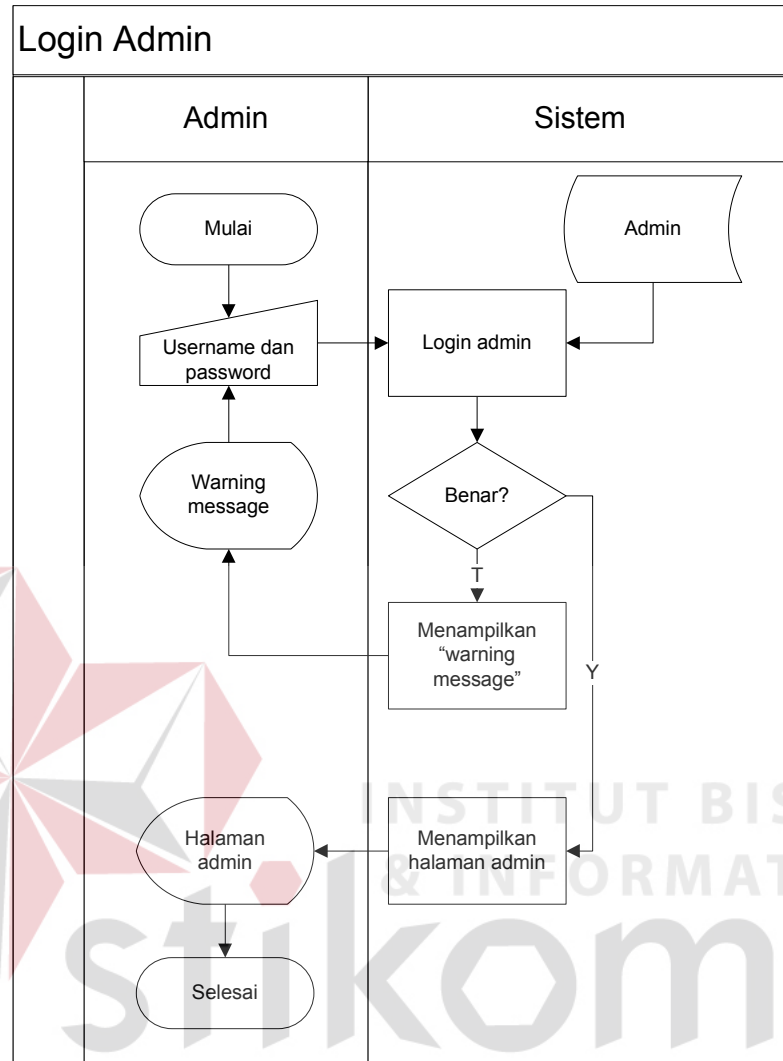 Login Admin
Admin
Sistem
Mulai
Admin
Username dan
password
Login admin
Warning
message
Benar?
T
Menampilkan
“warning
message”
Y
INSTITUT BIS
& INFORMAT
Halaman
admin
Menampilkan
halaman admin
stikom
Selesai